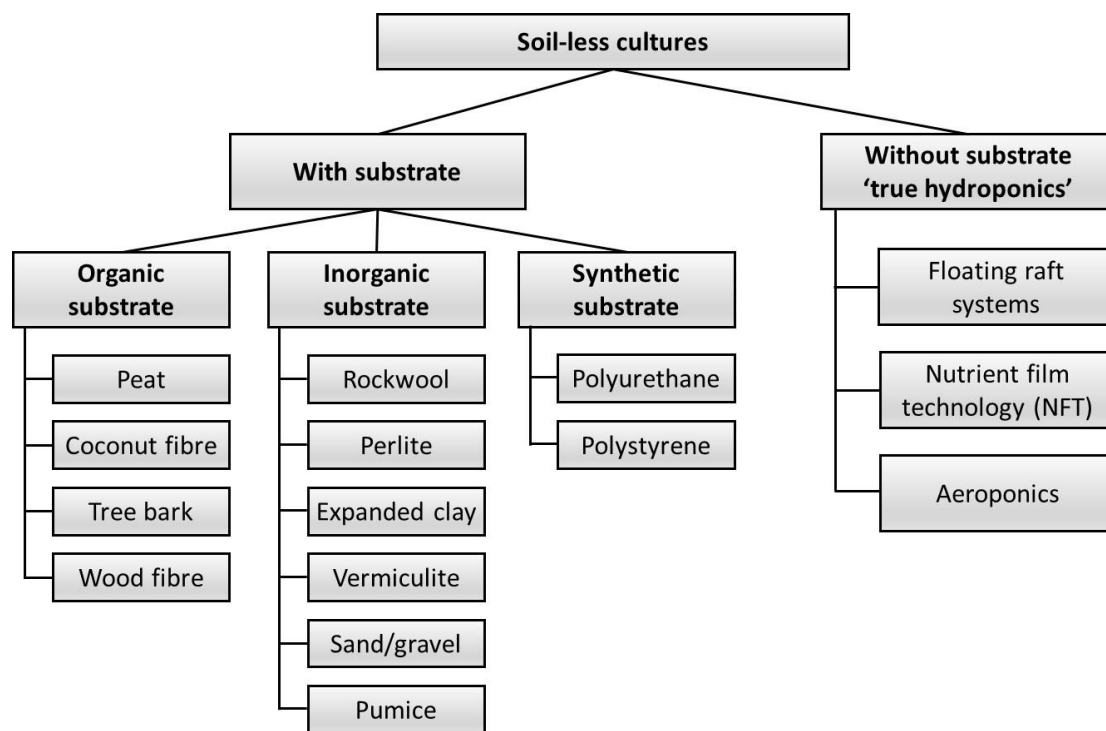 Soil-less cultures
With substrate
Without substrate
‘true hydroponics’
Organic
substrate
Peat
Coconut fibre
Tree bark
Wood fibre
Inorganic
substrate
Rockwool
Perlite
Expanded clay
Vermiculite
Sand/gravel
Pumice
Synthetic
substrate
Polyurethane
Polystyrene
Floating raft
systems
Nutrient film
technology (NFT)
Aeroponics